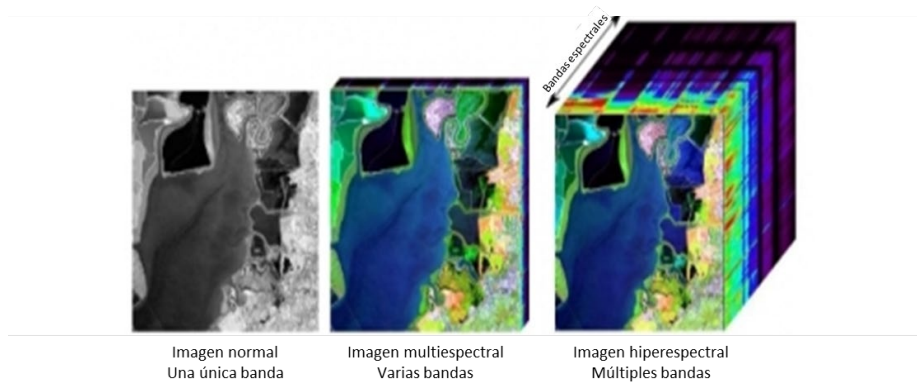 Bandas espectrales
Imagen normal
Una única banda
Imagen multiespectral
Varias bandas
Imagen hiperespectral
Múltiples bandas